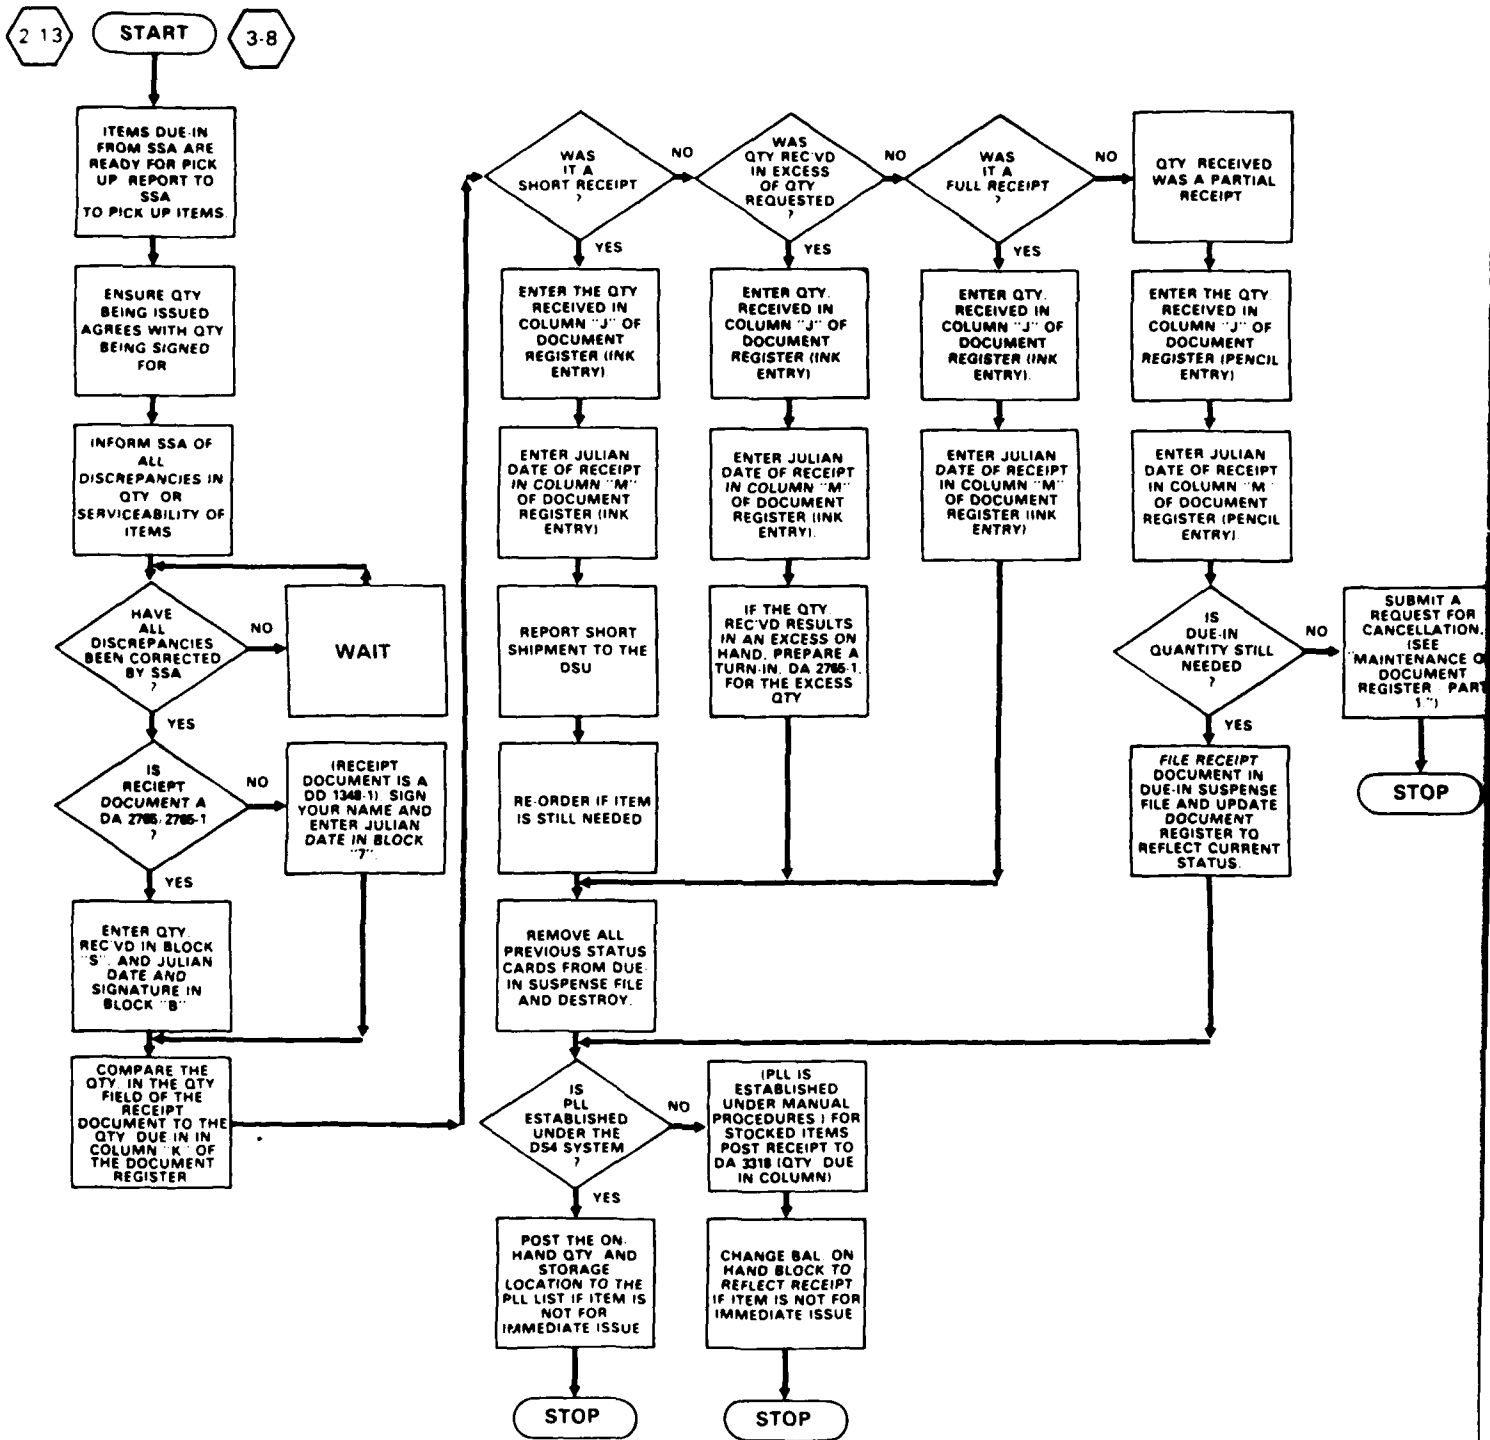 2 13
START
3-8
ITEMS DUE-IN
FROM SSA ARE
READY FOR PICK
UP REPORT TO
SSA
TO PICK UP ITEMS.
ENSURE QTY
BEING ISSUED
AGREES WITH QTY
BEING SIGNED
FOR
INFORM SSA OF
ALL
DISCREPANCIES IN
QTY OR
SERVICEABILITY OF
ITEMS
HAVE
ALL
DISCREPANCIES
BEEN CORRECTED
BY SSA
?
NO
WAIT
YES
IS
RECIEPT
DOCUMENT A
DA 2765/2765-1
?
NO
(RECEIPT
DOCUMENT IS A
DD 1348-1). SIGN
YOUR NAME AND
ENTER JULIAN
DATE IN BLOCK
"7".
YES
ENTER QTY.
REC'VD IN BLOCK
"S". AND JULIAN
DATE AND
SIGNATURE IN
BLOCK "B"
COMPARE THE
QTY. IN THE QTY
FIELD OF THE
RECEIPT
DOCUMENT TO THE
QTY DUE-IN IN
COLUMN "K" OF
THE DOCUMENT
REGISTER
WAS
IT A
SHORT RECEIPT
?
NO
YES
ENTER THE QTY
RECEIVED IN
COLUMN "J" OF
DOCUMENT
REGISTER (INK
ENTRY)
ENTER JULIAN
DATE OF RECEIPT
IN COLUMN "M"
OF DOCUMENT
REGISTER (INK
ENTRY)
REPORT SHORT
SHIPMENT TO THE
DSU
RE-ORDER IF ITEM
IS STILL NEEDED
REMOVE ALL
PREVIOUS STATUS
CARDS FROM DUE-
IN SUSPENSE FILE
AND DESTROY.
WAS
QTY REC'VD
IN EXCESS
OF QTY
REQUESTED
?
NO
YES
ENTER QTY.
RECEIVED IN
COLUMN "J" OF
DOCUMENT
REGISTER (INK
ENTRY)
ENTER JULIAN
DATE OF RECEIPT
IN COLUMN "M"
OF DOCUMENT
REGISTER (INK
ENTRY).
IF THE QTY
REC'VD RESULTS
IN AN EXCESS ON
HAND, PREPARE A
TURN-IN, DA 2765-1,
FOR THE EXCESS
QTY
WAS
IT A
FULL RECEIPT
?
NO
YES
ENTER QTY.
RECEIVED IN
COLUMN "J" OF
DOCUMENT
REGISTER (INK
ENTRY).
ENTER JULIAN
DATE OF RECEIPT
IN COLUMN "M"
OF DOCUMENT
REGISTER (INK
ENTRY)
QTY RECEIVED
WAS A PARTIAL
RECEIPT
ENTER THE QTY.
RECEIVED IN
COLUMN "J" OF
DOCUMENT
REGISTER (PENCIL
ENTRY)
ENTER JULIAN
DATE OF RECEIPT
IN COLUMN "M"
OF DOCUMENT
REGISTER (PENCIL
ENTRY).
IS
DUE-IN
QUANTITY STILL
NEEDED
?
NO
SUBMIT A
REQUEST FOR
CANCELLATION.
(SEE
"MAINTENANCE O
DOCUMENT
REGISTER PART
1.")
STOP
YES
FILE RECEIPT
DOCUMENT IN
DUE-IN SUSPENSE
FILE AND UPDATE
DOCUMENT
REGISTER TO
REFLECT CURRENT
STATUS.
IS
PLL
ESTABLISHED
UNDER THE
DS4 SYSTEM
?
NO
(PLL IS
ESTABLISHED
UNDER MANUAL
PROCEDURES ) FOR
STOCKED ITEMS
POST RECEIPT TO
DA 3318 (QTY DUE
IN COLUMN)
YES
POST THE ON-
HAND QTY AND
STORAGE
LOCATION TO THE
PLL LIST IF ITEM IS
NOT FOR
IMMEDIATE ISSUE
CHANGE BAL. ON
HAND BLOCK TO
REFLECT RECEIPT
IF ITEM IS NOT FOR
IMMEDIATE ISSUE
STOP
STOP